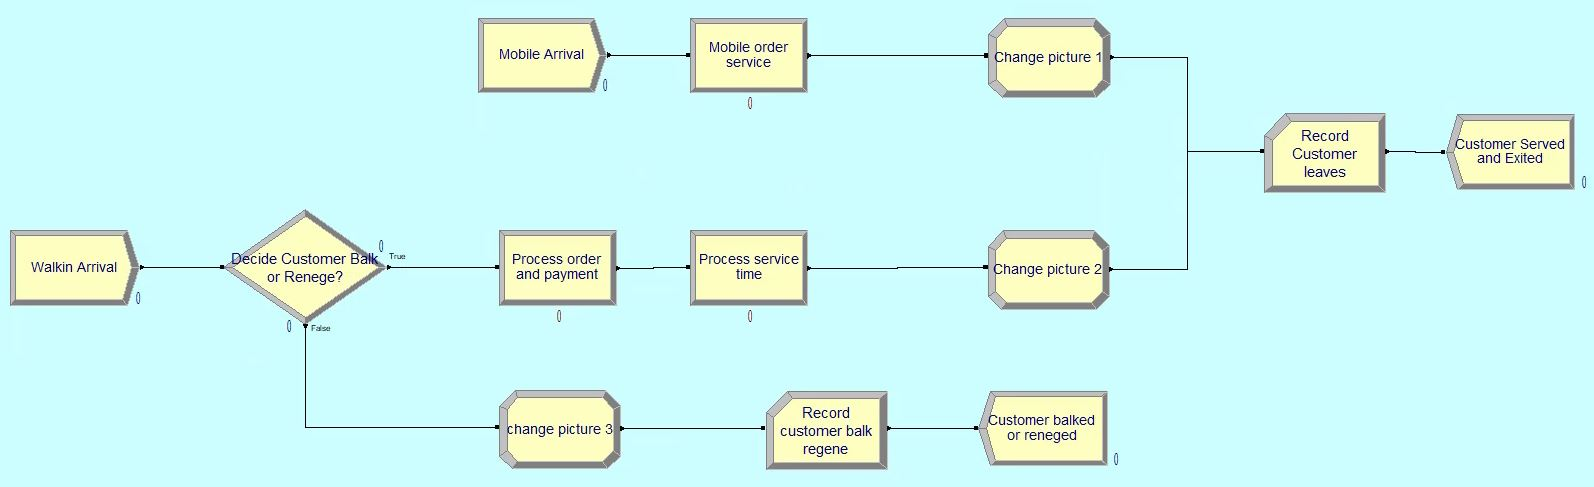 Mobile Arrival
0
Mobile order
service
0
Change picture 1
Record
Customer
leaves
Customer Served
and Exited
0
Walkin Arrival
0
Decide Customer Balk
or Renege?
0
True
0
False
Process order
and payment
0
Process service
time
0
Change picture 2
change picture 3
Record
customer balk
regene
Customer balked
or reneged
0